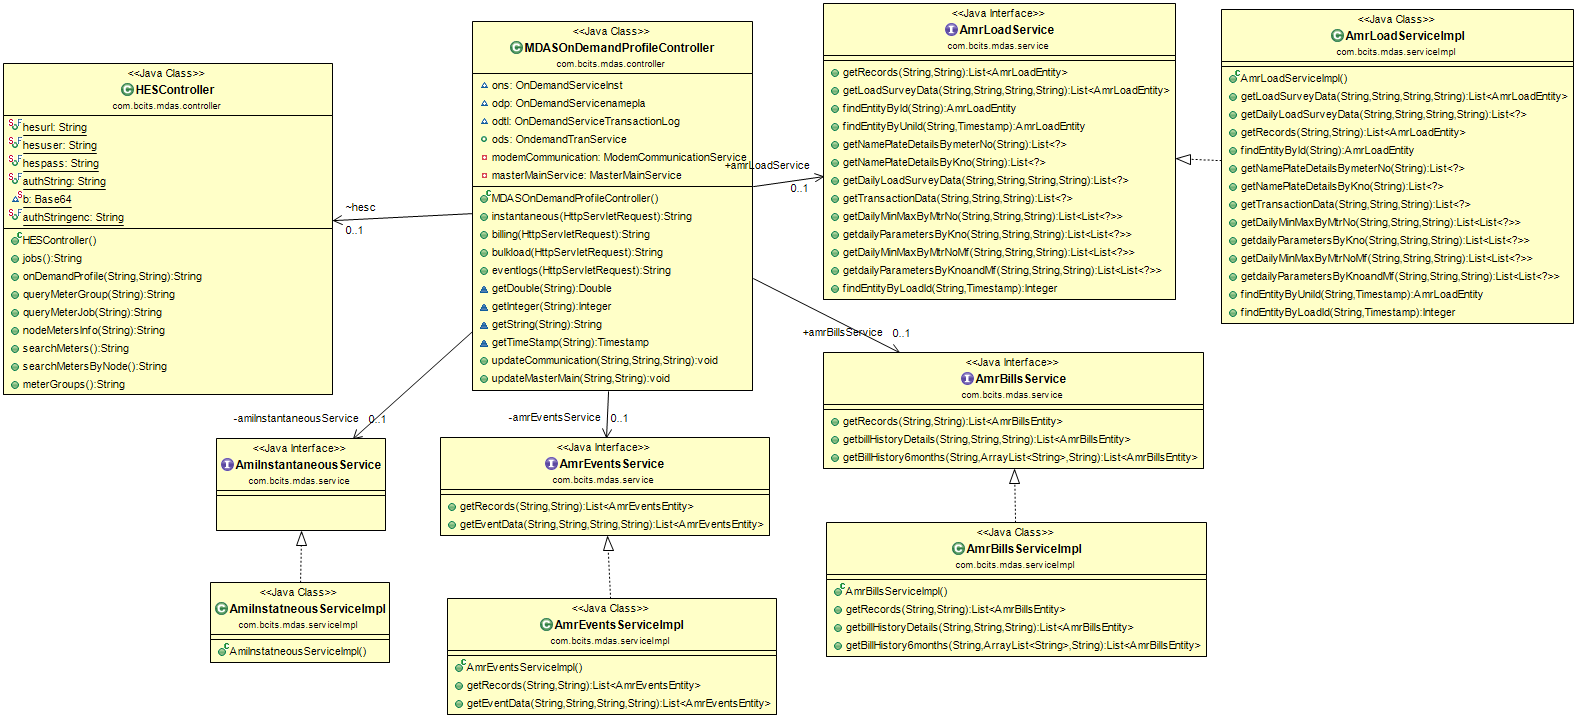 <<Java Class>>
HESController
com.bcits.mdas.controller
hesurl: String
hesuser: String
hespass: String
authString: String
b: Base64
authStringenc: String
HESController()
jobs():String
onDemandProfile(String,String):String
queryMeterGroup(String):String
queryMeterJob(String):String
nodeMetersInfo(String):String
searchMeters():String
searchMetersByNode():String
meterGroups():String
~hesc
0..1
<<Java Class>>
MDASOnDemandProfileController
com.bcits.mdas.controller
ons: OnDemandServiceInst
odp: OnDemandServicenamepla
odtl: OnDemandServiceTransactionLog
ods: OndemandTranService
modemCommunication: ModemCommunicationService
masterMainService: MasterMainService
MDASOnDemandProfileController()
instantaneous(HttpServletRequest):String
billing(HttpServletRequest):String
bulkload(HttpServletRequest):String
eventlogs(HttpServletRequest):String
getDouble(String):Double
getInteger(String):Integer
getString(String):String
getTimeStamp(String):Timestamp
updateCommunication(String,String,String):void
updateMasterMain(String,String):void
+amrLoadService
0..1
<<Java Interface>>
AmrLoadService
com.bcits.mdas.service
getRecords(String,String):List<AmrLoadEntity>
getLoadSurveyData(String,String,String,String):List<AmrLoadEntity>
findEntityById(String):AmrLoadEntity
findEntityByUniId(String,Timestamp):AmrLoadEntity
getNamePlateDetailsBymeterNo(String):List<?>
getNamePlateDetailsByKno(String):List<?>
getDailyLoadSurveyData(String,String,String,String):List<?>
getTransactionData(String,String):List<?>
getDailyMinMaxByMtrNo(String,String,String):List<List<?>>
getdailyParametersByKno(String,String,String):List<List<?>>
getDailyMinMaxByMtrNoMf(String,String,String):List<List<?>>
getdailyParametersByKnoandMf(String,String,String):List<List<?>>
findEntityByLoadId(String,Timestamp):Integer
<<Java Class>>
AmrLoadServiceImpl
com.bcits.mdas.serviceImpl
AmrLoadServiceImpl()
getLoadSurveyData(String,String,String,String):List<AmrLoadEntity>
getDailyLoadSurveyData(String,String,String,String):List<?>
getRecords(String,String):List<AmrLoadEntity>
findEntityById(String):AmrLoadEntity
getNamePlateDetailsBymeterNo(String):List<?>
getNamePlateDetailsByKno(String):List<?>
getTransactionData(String,String):List<?>
getDailyMinMaxByMtrNo(String,String,String):List<List<?>>
getdailyParametersByKno(String,String,String):List<List<?>>
getDailyMinMaxByMtrNoMf(String,String,String):List<List<?>>
getdailyParametersByKnoandMf(String,String,String):List<List<?>>
findEntityByUniId(String,Timestamp):AmrLoadEntity
findEntityByLoadId(String,Timestamp):Integer
+amrBillsService
0..1
<<Java Interface>>
AmrBillsService
com.bcits.mdas.service
getRecords(String,String):List<AmrBillsEntity>
getbillHistoryDetails(String,String,String):List<AmrBillsEntity>
getBillHistory6months(String,ArrayList<String>,String):List<AmrBillsEntity>
<<Java Class>>
AmrBillsServiceImpl
com.bcits.mdas.serviceImpl
AmrBillsServiceImpl()
getRecords(String,String):List<AmrBillsEntity>
getbillHistoryDetails(String,String,String):List<AmrBillsEntity>
getBillHistory6months(String,ArrayList<String>,String):List<AmrBillsEntity>
-amiInstantaneousService
0..1
<<Java Interface>>
AmiInstantaneousService
com.bcits.mdas.service
<<Java Class>>
AmiInstatneousServiceImpl
com.bcits.mdas.serviceImpl
AmiInstatneousServiceImpl()
-amrEventsService
0..1
<<Java Interface>>
AmrEventsService
com.bcits.mdas.service
getRecords(String,String):List<AmrEventsEntity>
getEventData(String,String,String,String):List<AmrEventsEntity>
<<Java Class>>
AmrEventsServiceImpl
com.bcits.mdas.serviceImpl
AmrEventsServiceImpl()
getRecords(String,String):List<AmrEventsEntity>
getEventData(String,String,String,String):List<AmrEventsEntity>